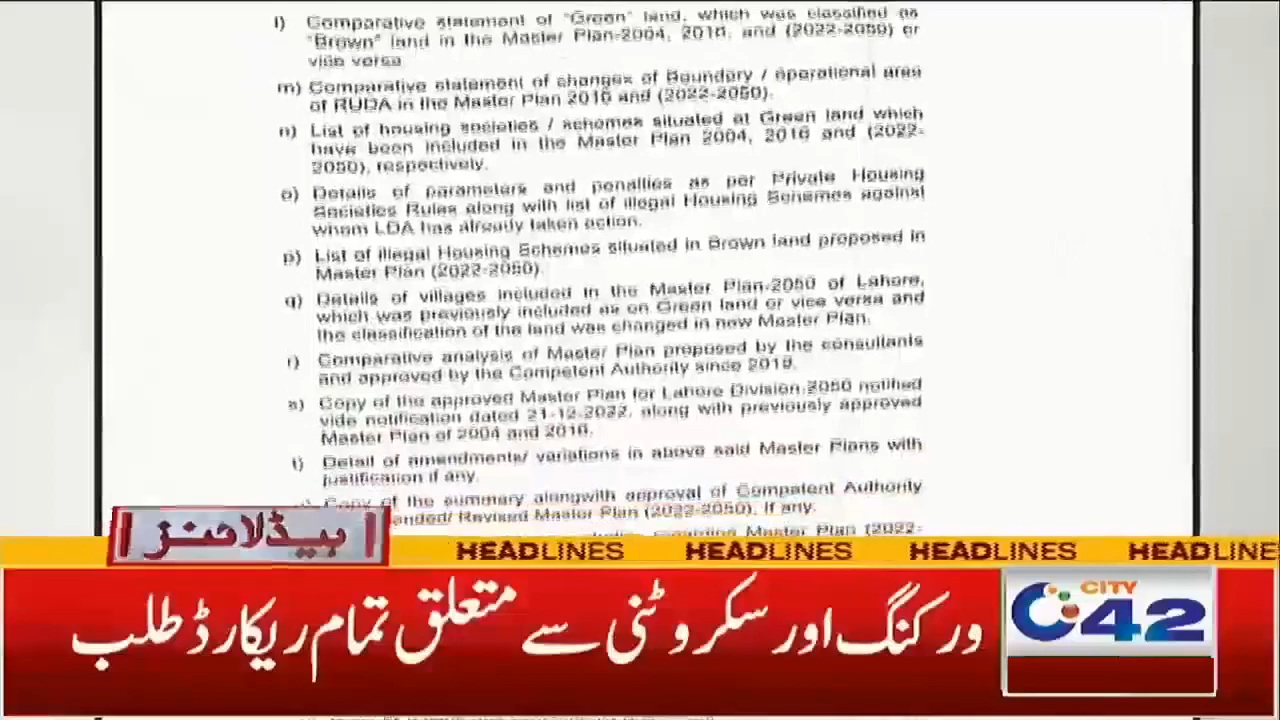 l) Comparative statement of "Green" land, which was classified as
"Brown" land in the Master Plan-2004, 2016, and (2022-2050) or
vice versa
m) Comparative statement of changes of Boundary / operational area
of RUDA in the Master Plan 2016 and (2022-2050).
n) List of housing societies / schemes situated at Green land which
have been included in the Master Plan 2004, 2016 and (2022-
2050), respectively.
o) Details of parameters and penalties as per Private Housing
Societies Rules along with list of illegal Housing Schemes against
whom LDA has already taken action.
p) List of illegal Housing Schemes situated in Brown land proposed in
Master Plan (2022-2050).
q) Details of villages included in the Master Plan-2050 of Lahore,
which was previously included as on Green land or vice versa and
the classification of the land was changed in new Master Plan.
r) Comparative analysis of Master Plan proposed by the consultants
and approved by the Competent Authority since 2016.
s) Copy of the approved Master Plan for Lahore Division-2050 notified
vide notification dated 21-12-2022, along with previously approved
Master Plan of 2004 and 2016.
t) Detail of amendments/ variations in above said Master Plans with
justification if any.
Copy of the summary alongwith approval of Competent Authority
Revised Master Plan (2022-2050), if any.
regarding Master Plan (2022-
ہیڈلائنز
HEADLINES HEADLINES HEADLINES HEADLINES
ورکنگ اور سکروٹنی سے متعلق تمام ریکارڈ طلب
CITY
42